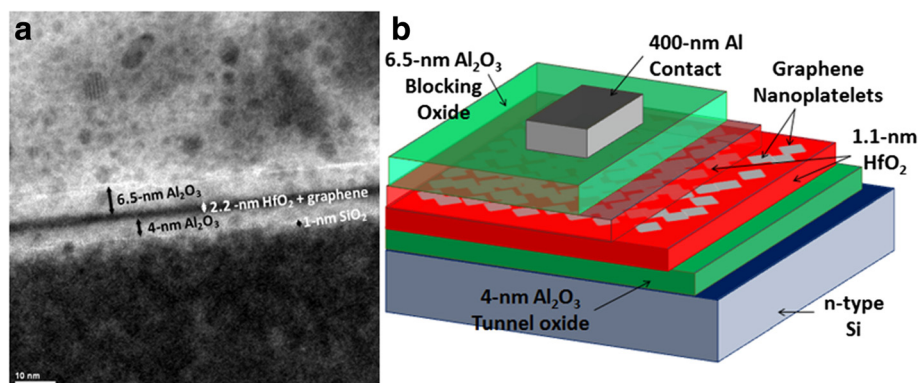 a
6.5-nm Al₂O₃
2.2 -nm HfO₂ + graphene
4-nm Al₂O₃
1-nm SiO₂
10 nm
b
6.5-nm Al₂O₃
Blocking
Oxide
400-nm Al
Contact
Graphene
Nanoplatelets
1.1-nm
HfO₂
4-nm Al₂O₃
Tunnel oxide
n-type
Si